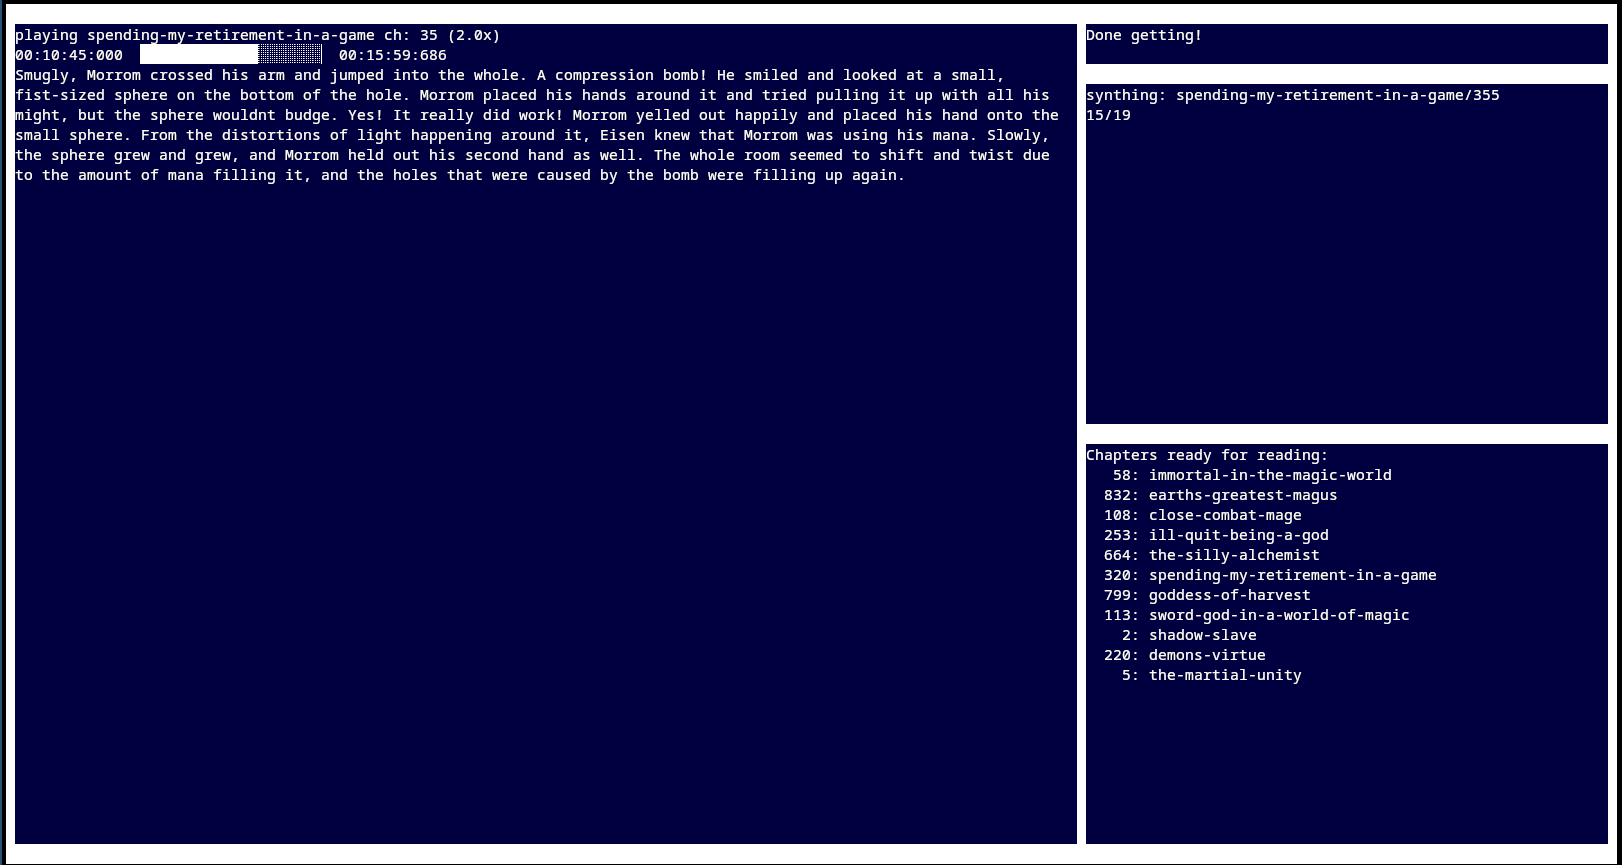 playing spending-my-retirement-in-a-game ch: 35 (2.0x)
00:10:45:000 00:15:59:686
Smugly, Morrom crossed his arm and jumped into the whole. A compression bomb! He smiled and looked at a small,
fist-sized sphere on the bottom of the hole. Morrom placed his hands around it and tried pulling it up with all his
might, but the sphere wouldnt budge. Yes! It really did work! Morrom yelled out happily and placed his hand onto the
small sphere. From the distortions of light happening around it, Eisen knew that Morrom was using his mana. Slowly,
the sphere grew and grew, and Morrom held out his second hand as well. The whole room seemed to shift and twist due
to the amount of mana filling it, and the holes that were caused by the bomb were filling up again.
Done getting!
synthing: spending-my-retirement-in-a-game/355
15/19
Chapters ready for reading:
58: immortal-in-the-magic-world
832: earths-greatest-magus
108: close-combat-mage
253: ill-quit-being-a-god
664: the-silly-alchemist
320: spending-my-retirement-in-a-game
799: goddess-of-harvest
113: sword-god-in-a-world-of-magic
2: shadow-slave
220: demons-virtue
5: the-martial-unity